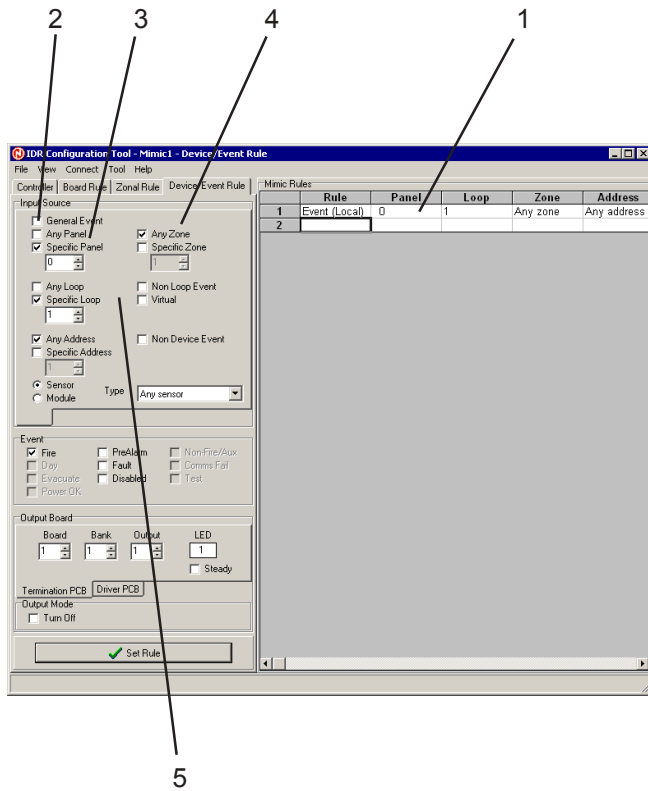 2 3 4 1
IDR Configuration Tool - Mimic1 - Device/Event Rule
File View Connect Tool Help
Controller Board Rule Zonal Rule Device/Event Rule
Mimic Rules
Rule Panel Loop Zone Address
1 Event (Local) 0 1 Any zone Any address
2
Input Source
General Event
Any Panel Any Zone
Specific Panel Specific Zone
0 1
Any Loop Non Loop Event
Specific Loop Virtual
1
Any Address Non Device Event
Specific Address
1
Sensor
Module Type Any sensor
Event
Fire PreAlarm Non-Fire/Aux
Day Fault Comms Fail
Evacuate Disabled Test
Power OK
Output Board
Board Bank Output LED
1 1 1 1
Steady
Termination PCB Driver PCB
Output Mode
Turn Off
Set Rule
5